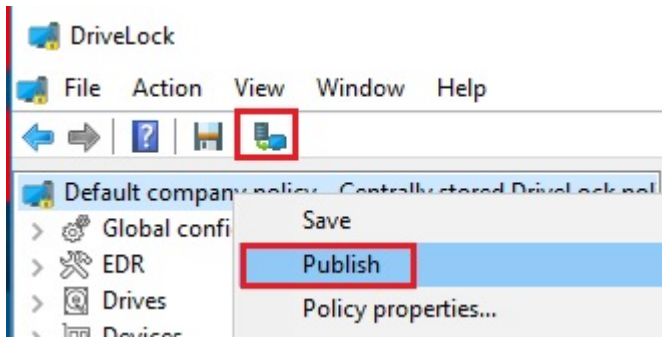 DriveLock
File Action View Window Help
?
Default company policy - Centrally stored DriveLock pol
Global confi
Save
EDR
Publish
Drives
Policy properties...
Devices